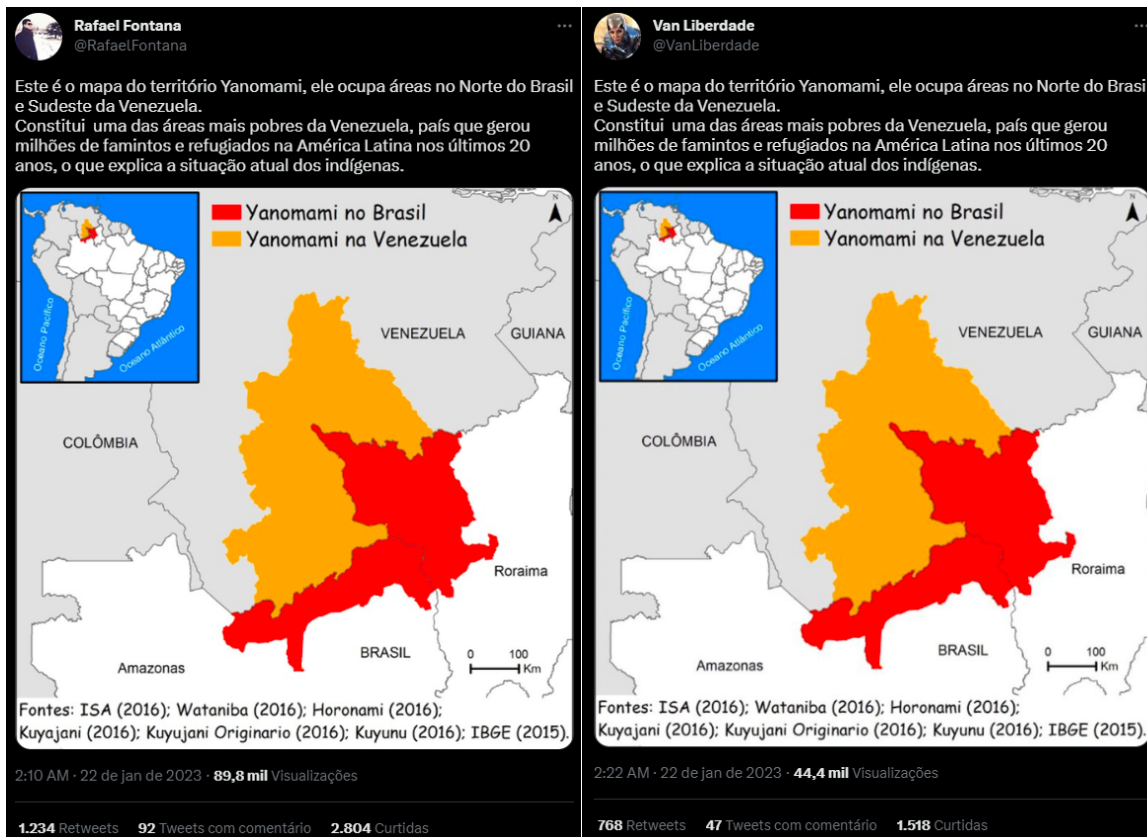 Rafael Fontana
@RafaelFontana
Este é o mapa do território Yanomami, ele ocupa áreas no Norte do Brasil
e Sudeste da Venezuela.
Constitui uma das áreas mais pobres da Venezuela, país que gerou
milhões de famintos e refugiados na América Latina nos últimos 20
anos, o que explica a situação atual dos indígenas.
Yanomami no Brasil
Yanomami na Venezuela
N
Oceano Pacífico
Oceano Atlântico
VENEZUELA
GUIANA
COLÔMBIA
Roraima
BRASIL
0 100
Km
Amazonas
Fontes: ISA (2016); Wataniba (2016); Horonami (2016);
Kuyajani (2016); Kuyujani Originario (2016); Kuyunu (2016); IBGE (2015).
2:10 AM · 22 de jan de 2023 · 89,8 mil Visualizações
1.234 Retweets 92 Tweets com comentário 2.804 Curtidas
Van Liberdade
@VanLiberdade
Este é o mapa do território Yanomami, ele ocupa áreas no Norte do Brasi
e Sudeste da Venezuela.
Constitui uma das áreas mais pobres da Venezuela, país que gerou
milhões de famintos e refugiados na América Latina nos últimos 20
anos, o que explica a situação atual dos indígenas.
Yanomami no Brasil
Yanomami na Venezuela
N
Oceano Pacífico
Oceano Atlântico
VENEZUELA
GUIANA
COLÔMBIA
Roraima
BRASIL
0 100
Km
Amazonas
Fontes: ISA (2016); Wataniba (2016); Horonami (2016);
Kuyajani (2016); Kuyujani Originario (2016); Kuyunu (2016); IBGE (2015).
2:22 AM · 22 de jan de 2023 · 44,4 mil Visualizações
768 Retweets 47 Tweets com comentário 1.518 Curtidas